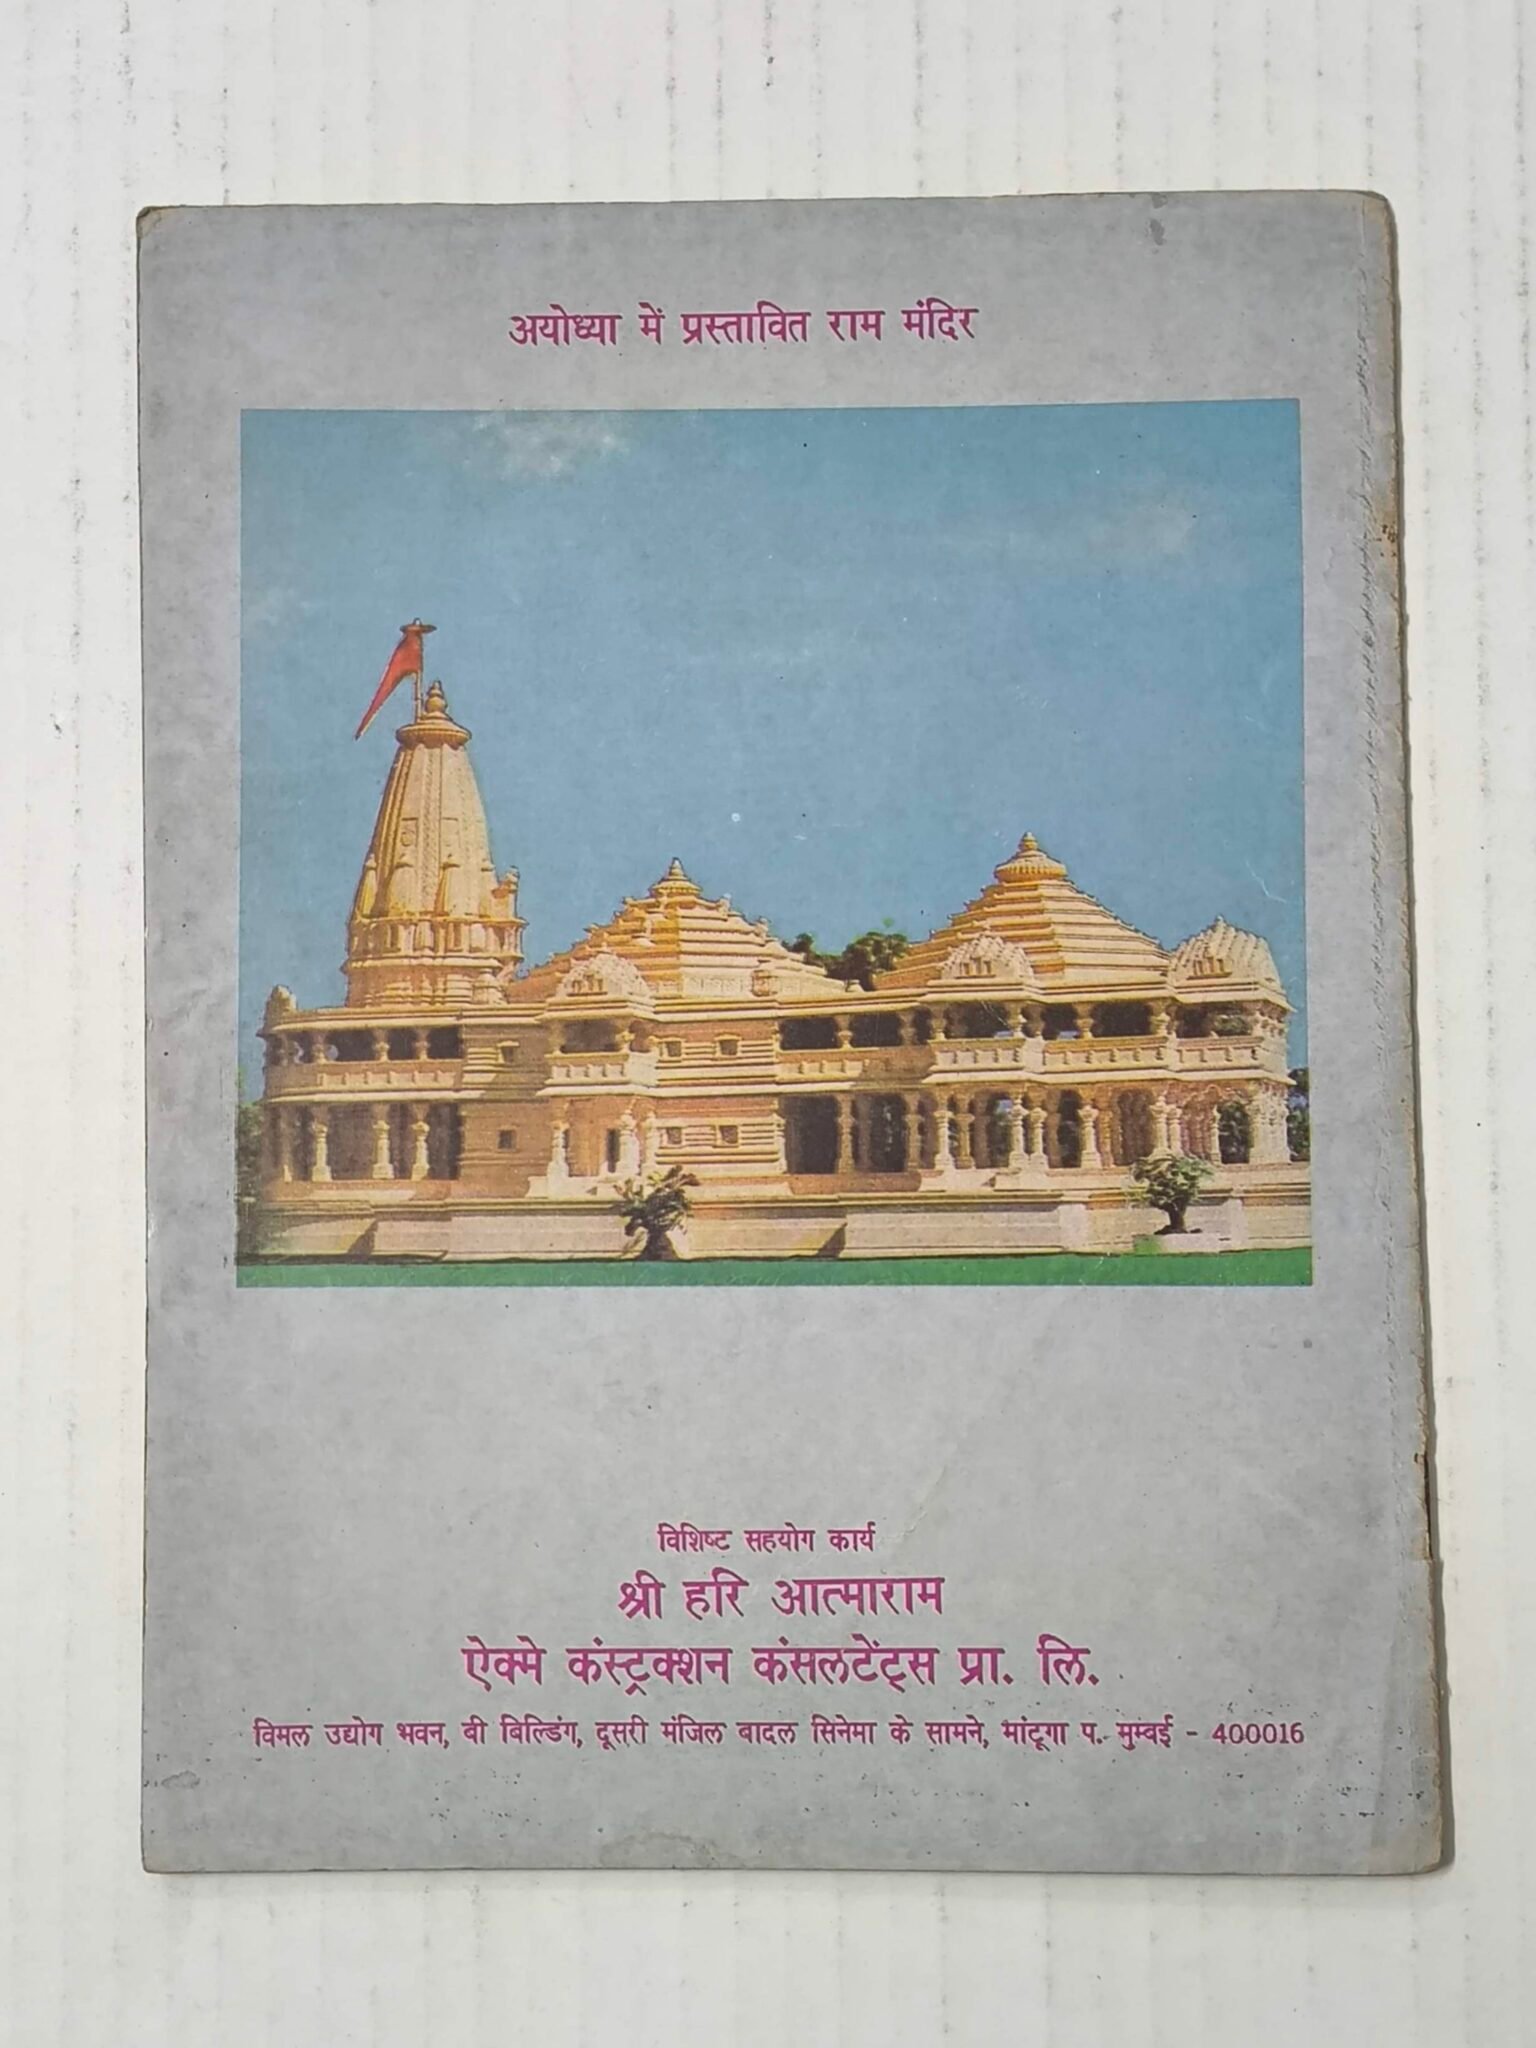 अयोध्या में प्रस्तावित राम मंदिर
विशिष्ट सहयोग कार्य
श्री हरि आत्माराम
ऐक्मे कंस्ट्रक्शन कंसलटेंट्स प्रा. लि.
विमल उद्योग भवन, बी बिल्डिंग, दूसरी मंजिल बादल सिनेमा के सामने, मांटूगा प. मुम्बई - 400016